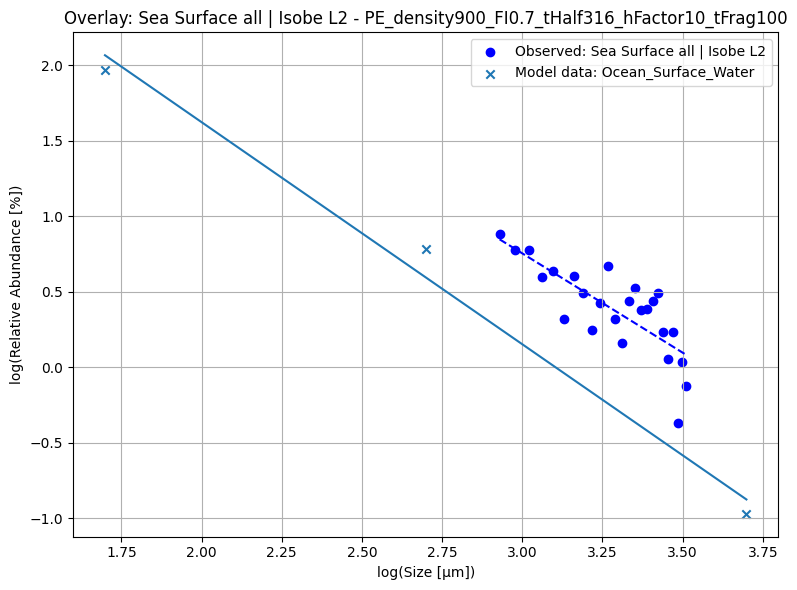 Overlay: Sea Surface all | Isobe L2 - PE_density900_FI0.7_tHalf316_hFactor10_tFrag100
Observed: Sea Surface all | Isobe L2
Model data: Ocean_Surface_Water
log(Relative Abundance [%])
2.0
1.5
1.0
0.5
0.0
−0.5
−1.0
1.75 2.00 2.25 2.50 2.75 3.00 3.25 3.50 3.75
log(Size [μm])